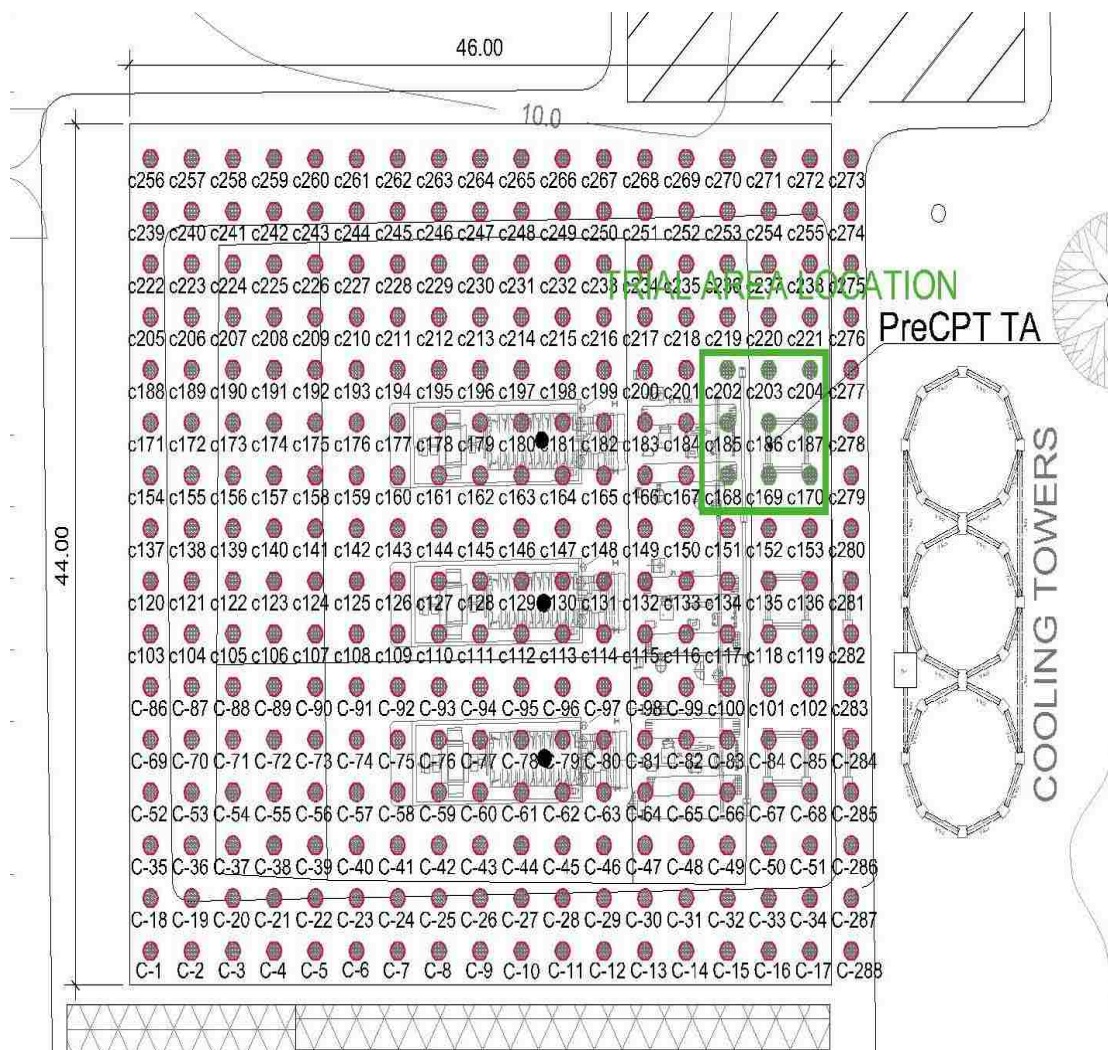 46.00
10.0
c256 c257 c258 c259 c260 c261 c262 c263 c264 c265 c266 c267 c268 c269 c270 c271 c272 c273
c239 c240 c241 c242 c243 c244 c245 c246 c247 c248 c249 c250 c251 c252 c253 c254 c255 c274
c222 c223 c224 c225 c226 c227 c228 c229 c230 c231 c232 c233 c234 c235 c236 c237 c238 c275
TRIAL AREA LOCATION
c205 c206 c207 c208 c209 c210 c211 c212 c213 c214 c215 c216 c217 c218 c219 c220 c221 c276
PreCPT TA
c188 c189 c190 c191 c192 c193 c194 c195 c196 c197 c198 c199 c200 c201 c202 c203 c204 c277
c171 c172 c173 c174 c175 c176 c177 c178 c179 c180 c181 c182 c183 c184 c185 c186 c187 c278
c154 c155 c156 c157 c158 c159 c160 c161 c162 c163 c164 c165 c166 c167 c168 c169 c170 c279
44.00
c137 c138 c139 c140 c141 c142 c143 c144 c145 c146 c147 c148 c149 c150 c151 c152 c153 c280
c120 c121 c122 c123 c124 c125 c126 c127 c128 c129 c130 c131 c132 c133 c134 c135 c136 c281
c103 c104 c105 c106 c107 c108 c109 c110 c111 c112 c113 c114 c115 c116 c117 c118 c119 c282
COOLING TOWERS
C-86 C-87 C-88 C-89 C-90 C-91 C-92 C-93 C-94 C-95 C-96 C-97 C-98 C-99 c100 c101 c102 c283
C-69 C-70 C-71 C-72 C-73 C-74 C-75 C-76 C-77 C-78 C-79 C-80 C-81 C-82 C-83 C-84 C-85 C-284
C-52 C-53 C-54 C-55 C-56 C-57 C-58 C-59 C-60 C-61 C-62 C-63 C-64 C-65 C-66 C-67 C-68 C-285
C-35 C-36 C-37 C-38 C-39 C-40 C-41 C-42 C-43 C-44 C-45 C-46 C-47 C-48 C-49 C-50 C-51 C-286
C-18 C-19 C-20 C-21 C-22 C-23 C-24 C-25 C-26 C-27 C-28 C-29 C-30 C-31 C-32 C-33 C-34 C-287
C-1 C-2 C-3 C-4 C-5 C-6 C-7 C-8 C-9 C-10 C-11 C-12 C-13 C-14 C-15 C-16 C-17 C-288